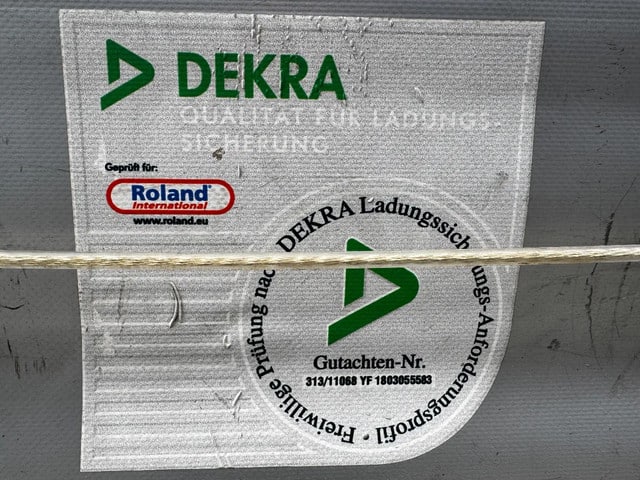 DEKRA
QUALITÄT FÜR LADUNGS-
SICHERUNG
Geprüft für:
Roland
International
www.roland.eu
Freiwillige Prüfung nac DEKRA Ladungssich ungs-Anforderungsprofil •
Gutachten-Nr.
313/11068 YF 1803055583